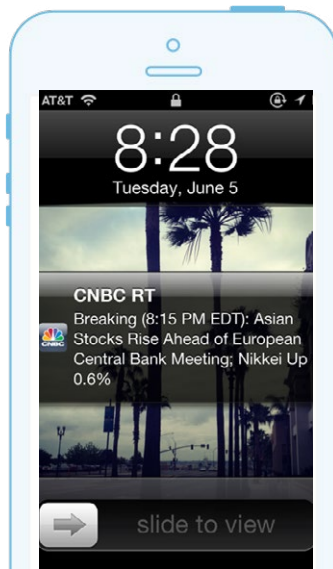 AT&T
8:28
Tuesday, June 5
CNBC RT
Breaking (8:15 PM EDT): Asian
Stocks Rise Ahead of European
Central Bank Meeting; Nikkei Up
0.6%
CNBC
slide to view